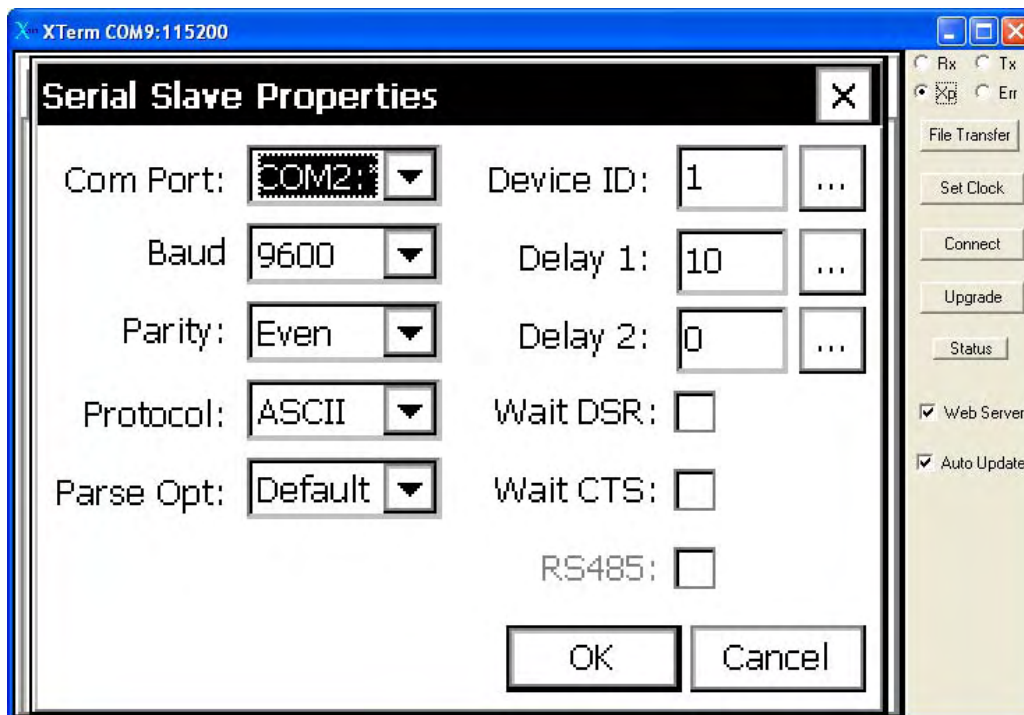 XTerm COM9:115200
Rx Tx
Xp Err
Serial Slave Properties
File Transfer
Com Port: COM2: Device ID: 1 ...
Set Clock
Baud 9600 Delay 1: 10 ...
Connect
Upgrade
Parity: Even Delay 2: 0 ...
Status
Protocol: ASCII Wait DSR:
Web Server
Auto Update
Parse Opt: Default Wait CTS:
RS485:
OK Cancel